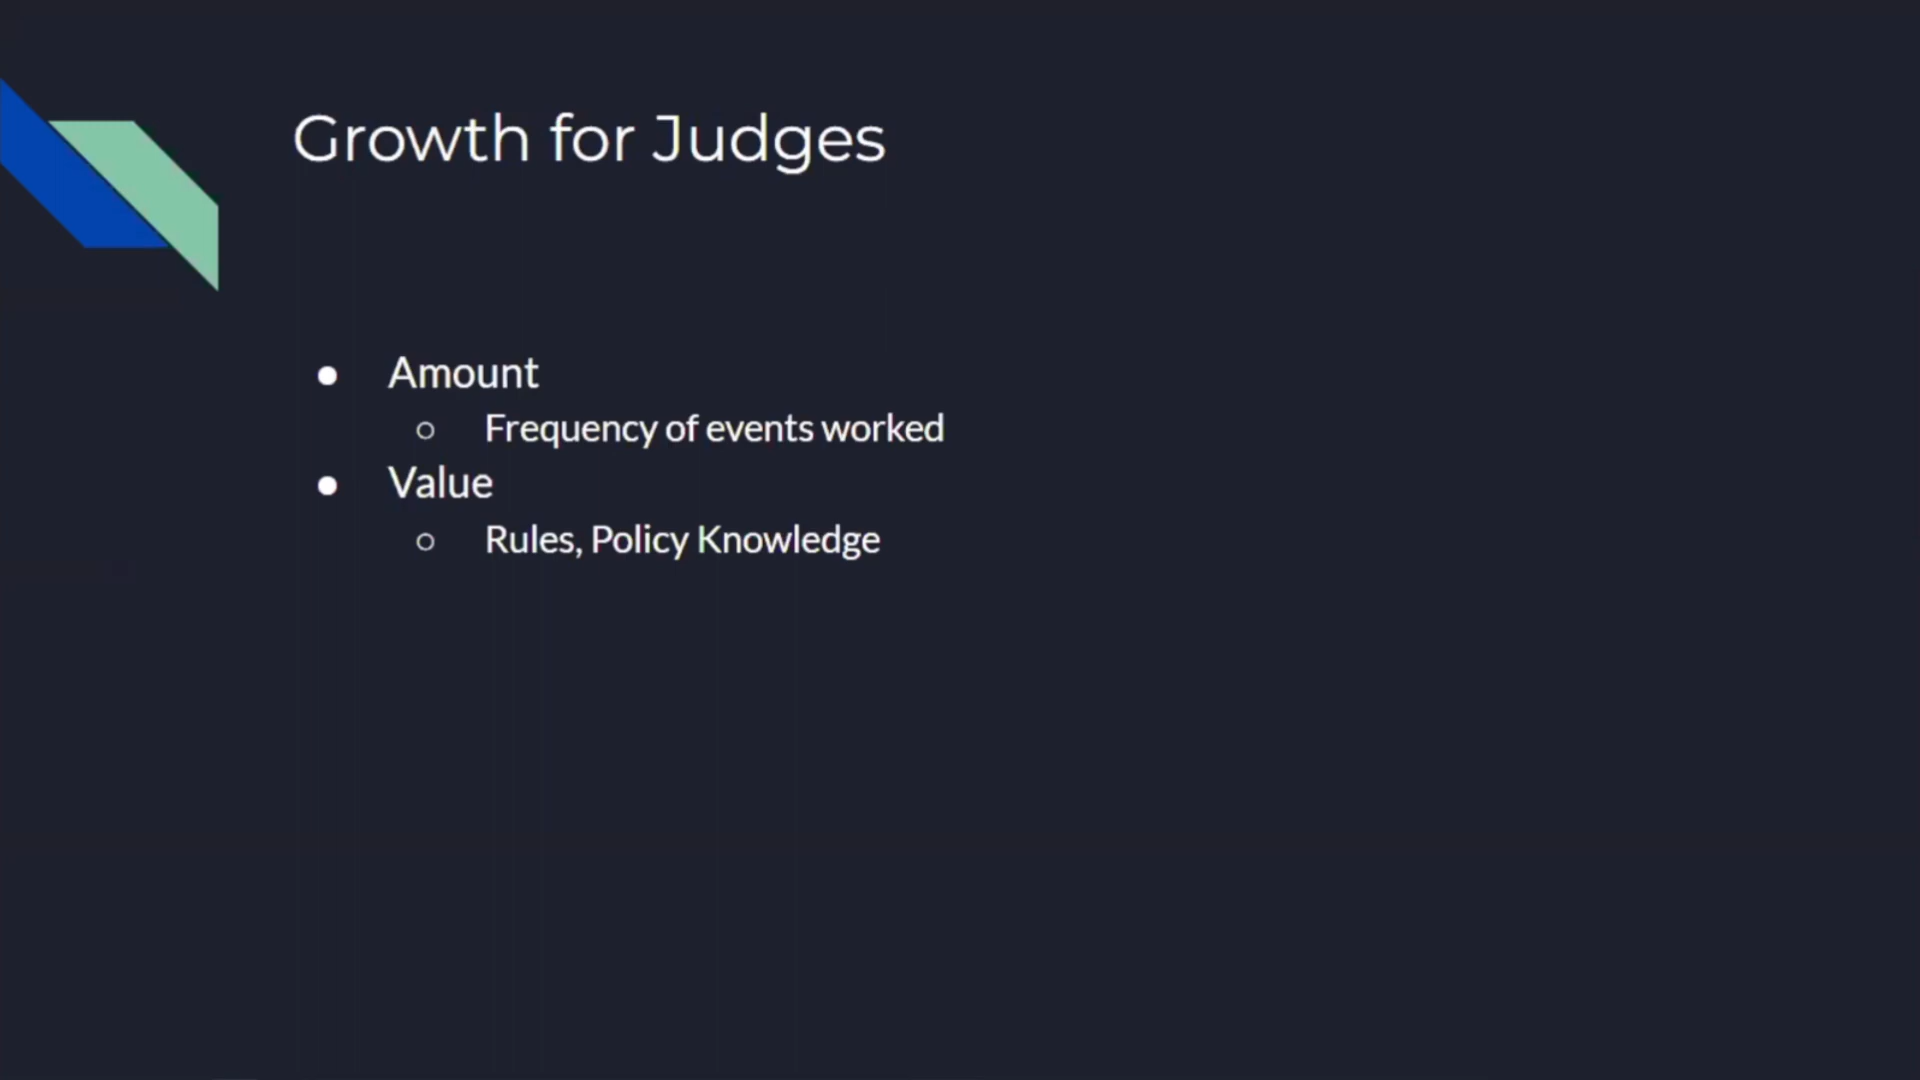 Growth for Judges
● Amount
○ Frequency of events worked
● Value
○ Rules, Policy Knowledge